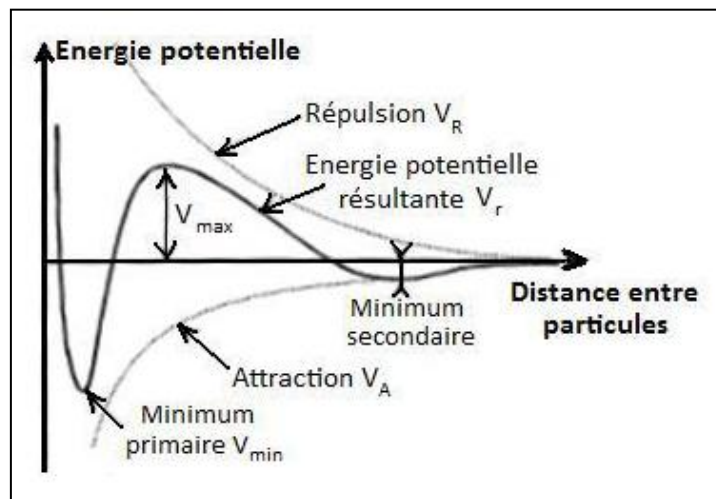 Energie potentielle
Répulsion V_R
Energie potentielle
résultante V_r
V_max
Distance entre
particules
Minimum
secondaire
Attraction V_A
Minimum
primaire V_min